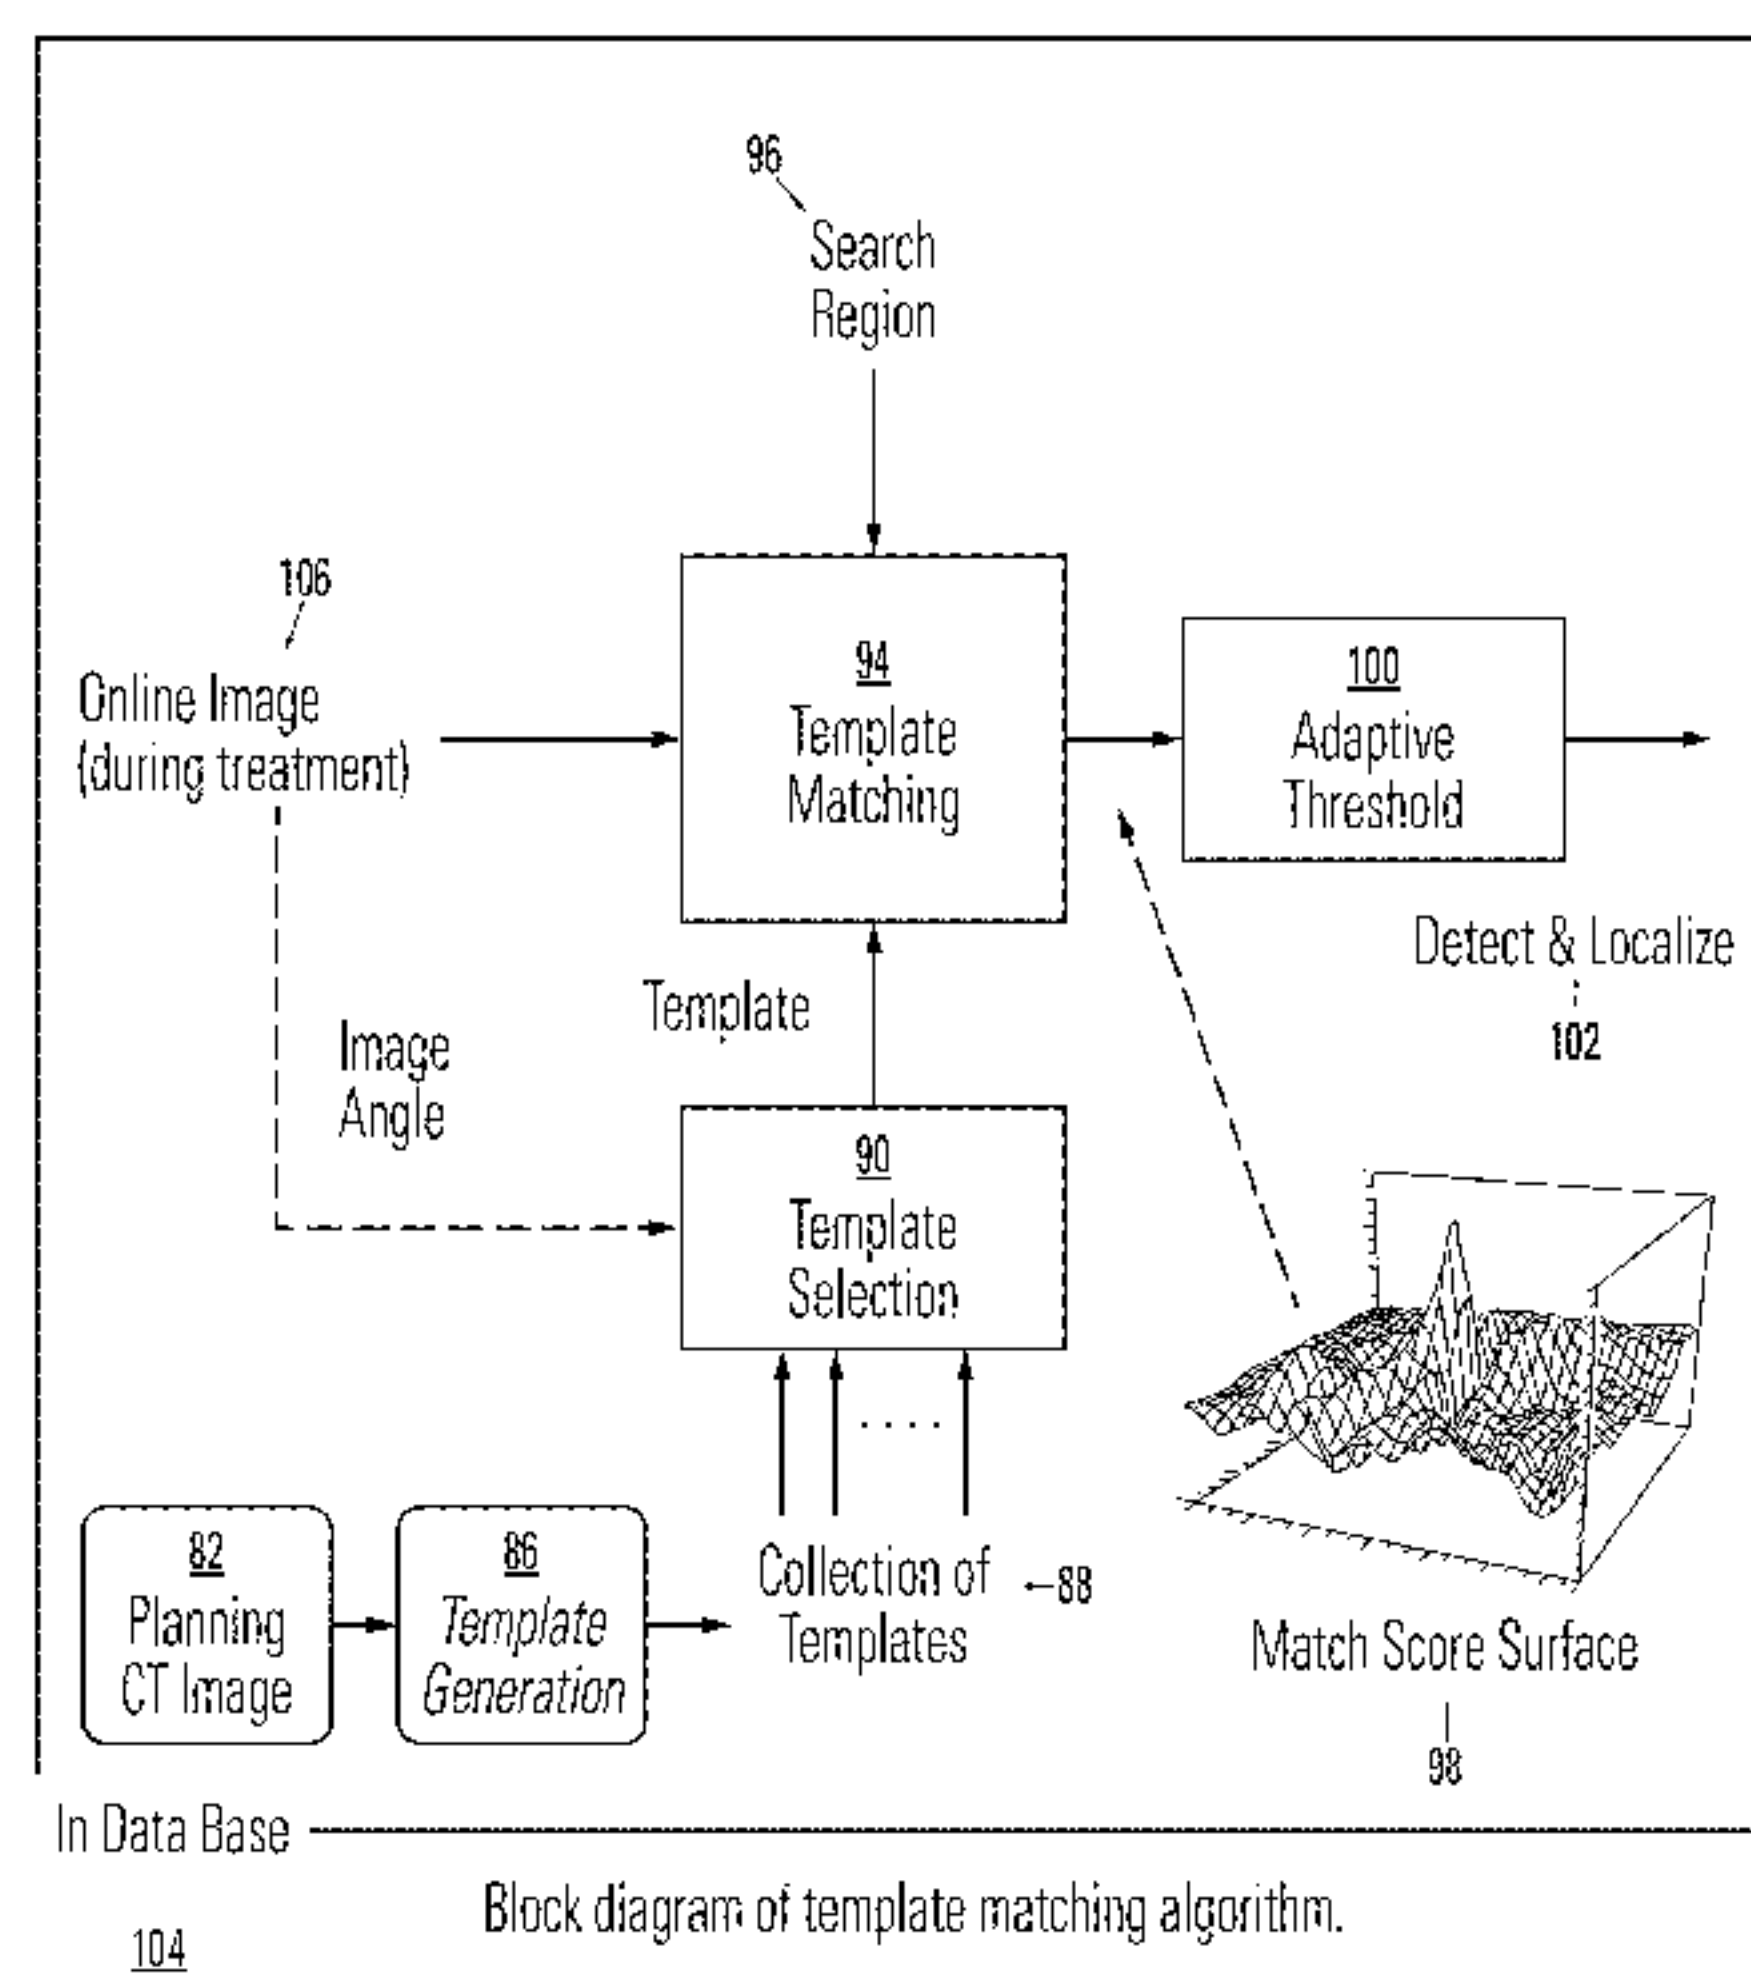 96
Search
Region
106
Online Image
(during treatment)
94
Template
Matching
100
Adaptive
Threshold
Detect & Localize
102
Template
Image
Angle
90
Template
Selection
. . . .
82
Planning
CT Image
86
Template
Generation
Collection of
Templates
88
Match Score Surface
98
In Data Base
Block diagram of template matching algorithm.
104